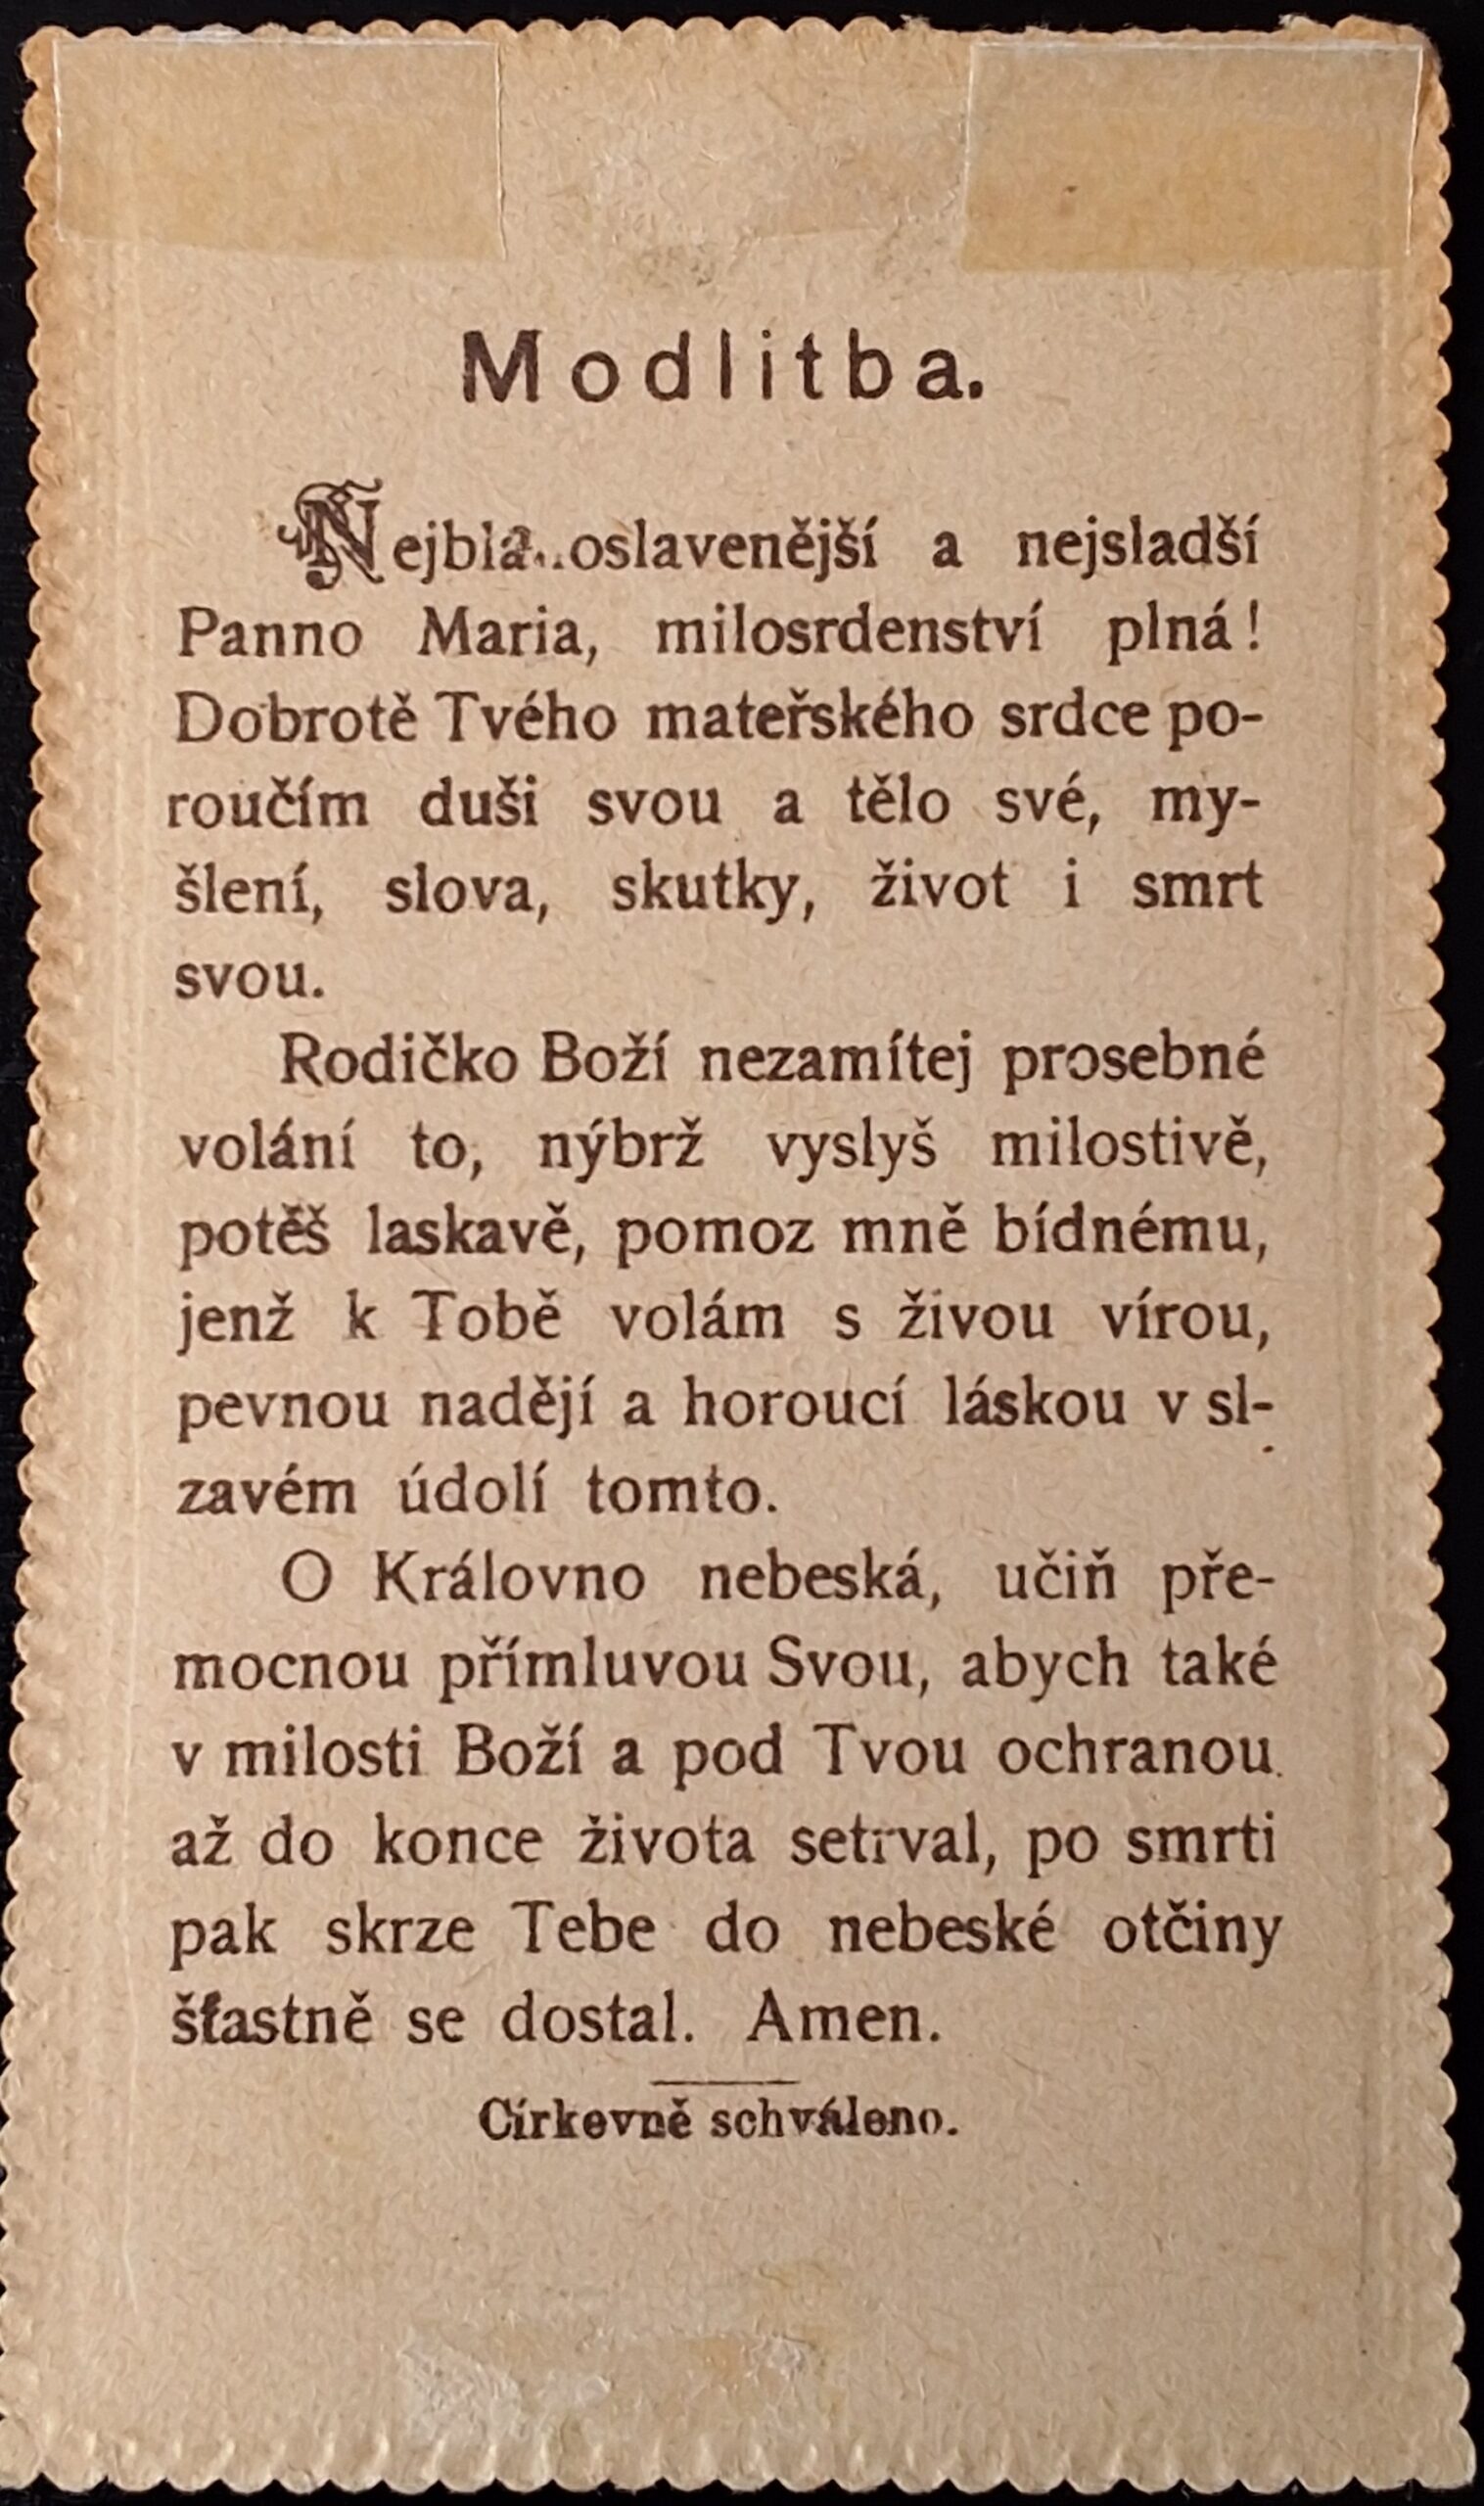 Modlitba.
a nejsladší
Panno Maria, milosrdenství plná!
Dobrotě Tvého mateřského srdce po-
roučím duši svou a tělo své, my-
šlení, slova, skutky, život i smrt
svou.
Rodičko Boží nezamítej prosebné
volání to, nýbrž vyslyš milostivě,
potěš laskavě, pomoz mně bídnému,
jenž k Tobě volám s živou vírou,
pevnou nadějí a horoucí láskou v sl-
zavém údolí tomto.
O Královno nebeská, učiň pře-
mocnou přímluvou Svou, abych také
v milosti Boží a pod Tvou ochranou
až do konce života setrval, po smrti
pak skrze Tebe do nebeské otčiny
šťastně se dostal. Amen.
Církevně schváleno.